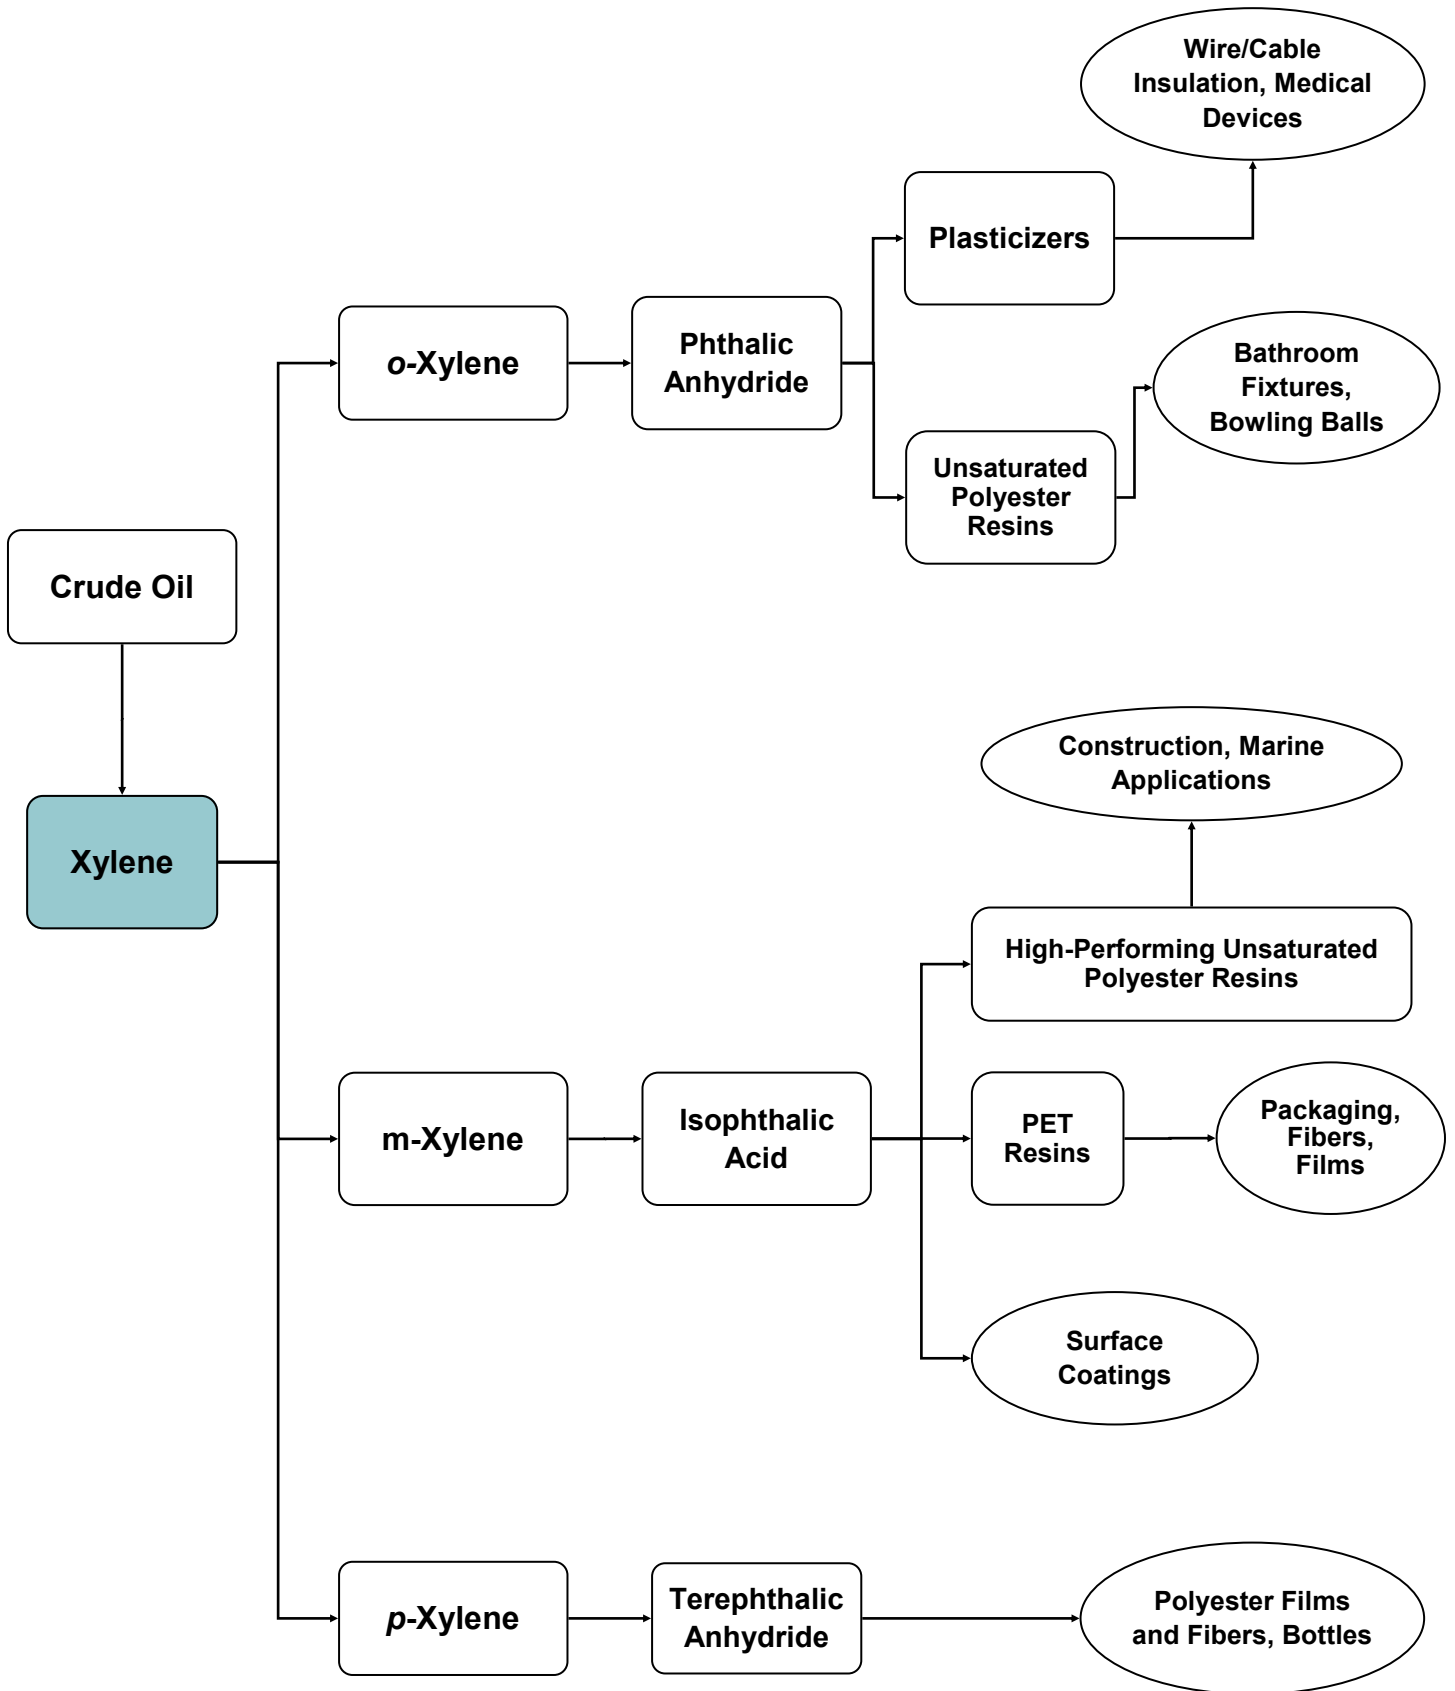 Wire/Cable
Insulation, Medical
Devices
Plasticizers
o-Xylene
Phthalic
Anhydride
Bathroom
Fixtures,
Bowling Balls
Unsaturated
Polyester
Resins
Crude Oil
Xylene
Construction, Marine
Applications
High-Performing Unsaturated
Polyester Resins
m-Xylene
Isophthalic
Acid
PET
Resins
Packaging,
Fibers,
Films
Surface
Coatings
p-Xylene
Terephthalic
Anhydride
Polyester Films
and Fibers, Bottles